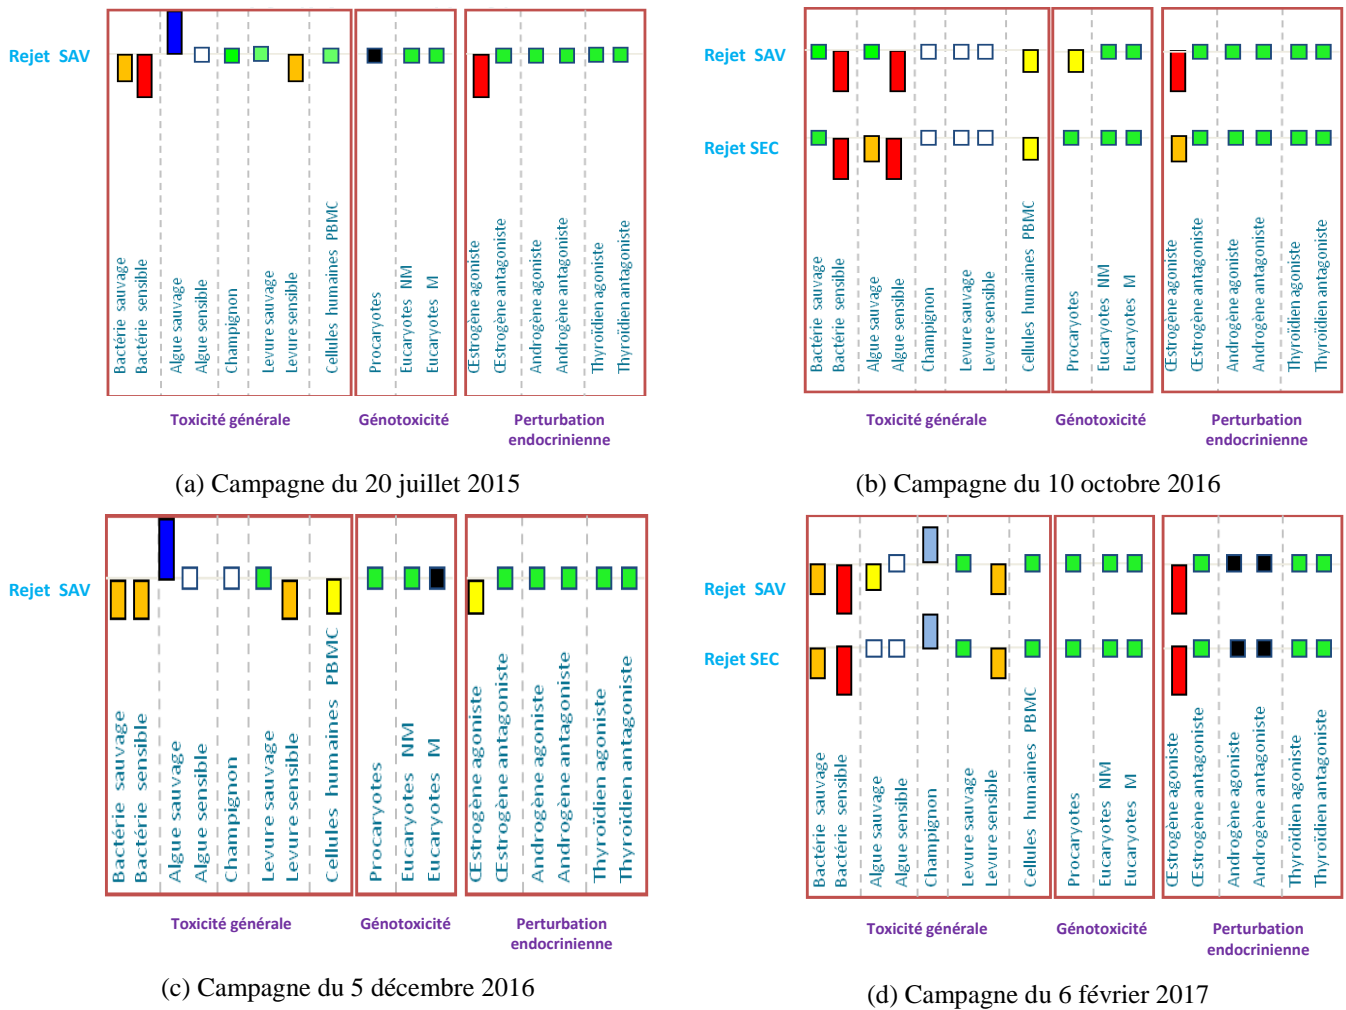 Rejet SAV
Bactérie sauvage
Bactérie sensible
Algue sauvage
Algue sensible
Champignon
Levure sauvage
Levure sensible
Cellules humaines PBMC
Procaryotes
Eucaryotes NM
Eucaryotes M
Œstrogène agoniste
Œstrogène antagoniste
Androgène agoniste
Androgène antagoniste
Thyroïdien agoniste
Thyroïdien antagoniste
Toxicité générale
Génotoxicité
Perturbation
endocrinienne
(a) Campagne du 20 juillet 2015
Rejet SAV
Rejet SEC
Bactérie sauvage
Bactérie sensible
Algue sauvage
Algue sensible
Champignon
Levure sauvage
Levure sensible
Cellules humaines PBMC
Procaryotes
Eucaryotes NM
Eucaryotes M
Œstrogène agoniste
Œstrogène antagoniste
Androgène agoniste
Androgène antagoniste
Thyroïdien agoniste
Thyroïdien antagoniste
Toxicité générale
Génotoxicité
Perturbation
endocrinienne
(b) Campagne du 10 octobre 2016
Rejet SAV
Bactérie sauvage
Bactérie sensible
Algue sauvage
Algue sensible
Champignon
Levure sauvage
Levure sensible
Cellules humaines PBMC
Procaryotes
Eucaryotes NM
Eucaryotes M
Œstrogène agoniste
Œstrogène antagoniste
Androgène agoniste
Androgène antagoniste
Thyroïdien agoniste
Thyroïdien antagoniste
Toxicité générale
Génotoxicité
Perturbation
endocrinienne
(c) Campagne du 5 décembre 2016
Rejet SAV
Rejet SEC
Bactérie sauvage
Bactérie sensible
Algue sauvage
Algue sensible
Champignon
Levure sauvage
Levure sensible
Cellules humaines PBMC
Procaryotes
Eucaryotes NM
Eucaryotes M
Œstrogène agoniste
Œstrogène antagoniste
Androgène agoniste
Androgène antagoniste
Thyroïdien agoniste
Thyroïdien antagoniste
Toxicité générale
Génotoxicité
Perturbation
endocrinienne
(d) Campagne du 6 février 2017